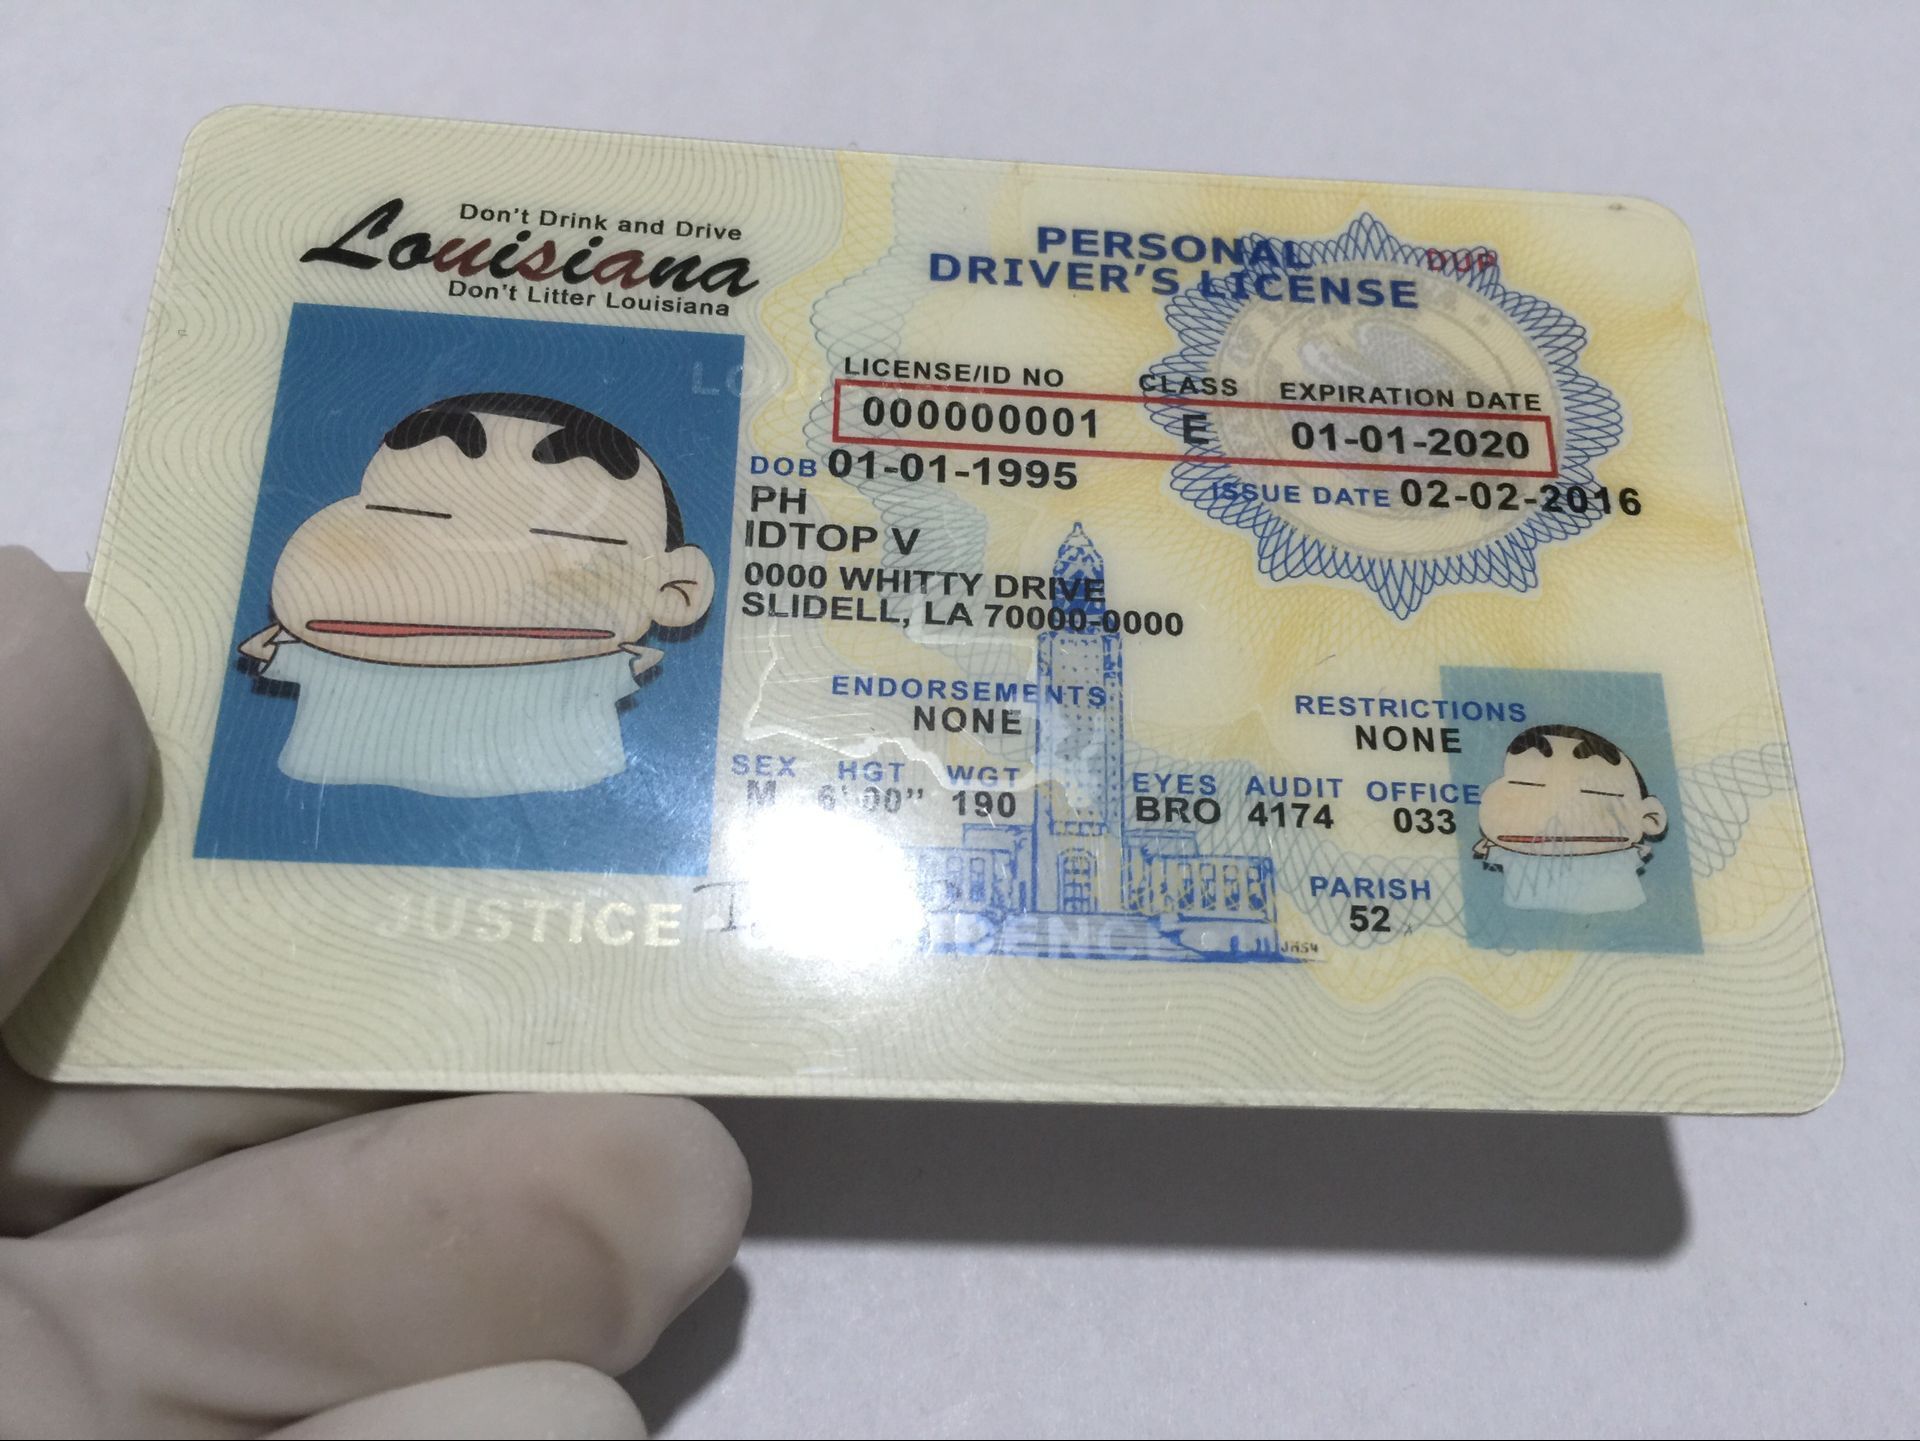 Don't Drink and Drive
Louisiana
Don't Litter Louisiana
PERSONAL
DRIVER'S LICENSE
DUP
LICENSE/ID NO CLASS EXPIRATION DATE
000000001 E 01-01-2020
DOB 01-01-1995
ISSUE DATE 02-02-2016
PH
IDTOP V
0000 WHITTY DRIVE
SLIDELL, LA 70000-0000
ENDORSEMENTS
NONE
RESTRICTIONS
NONE
SEX HGT WGT EYES AUDIT OFFICE
M 6' 00" 190 BRO 4174 033
PARISH
52
JUSTICE